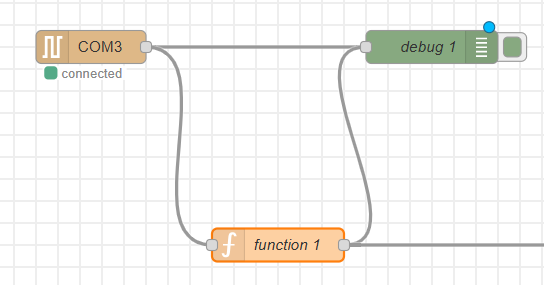 COM3
debug 1
connected
function 1